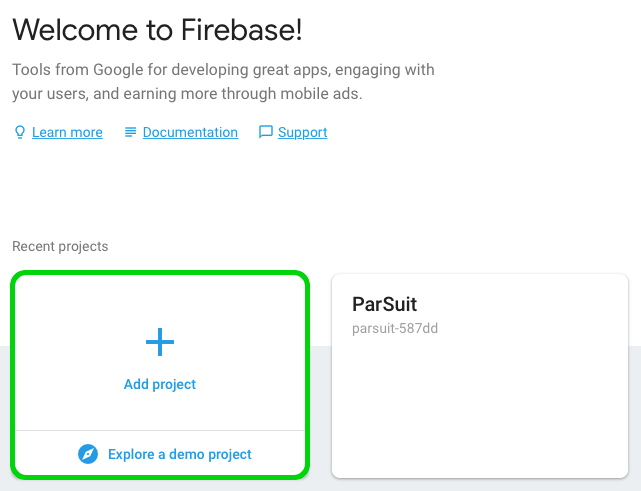 Welcome to Firebase!
Tools from Google for developing great apps, engaging with
your users, and earning more through mobile ads.
Learn more Documentation Support
Recent projects
Add project
Explore a demo project
ParSuit
parsuit-587dd